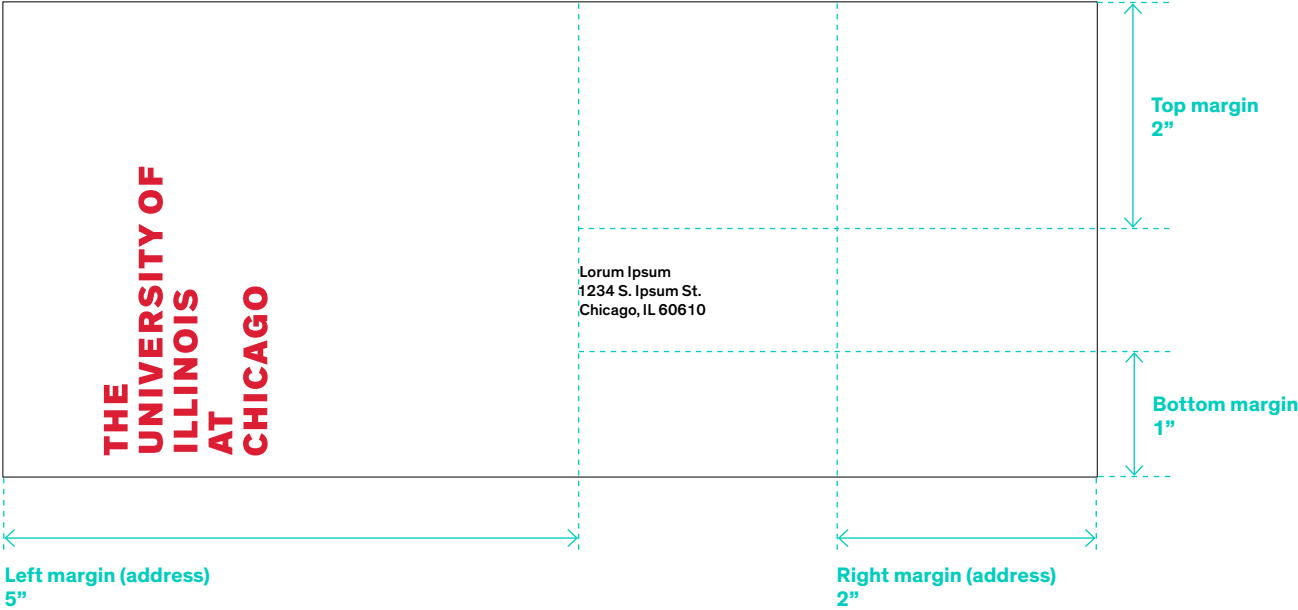 Top margin
2”
THE
UNIVERSITY OF
ILLINOIS
AT
CHICAGO
Lorum Ipsum
1234 S. Ipsum St.
Chicago, IL 60610
Bottom margin
1”
Left margin (address)
5”
Right margin (address)
2”